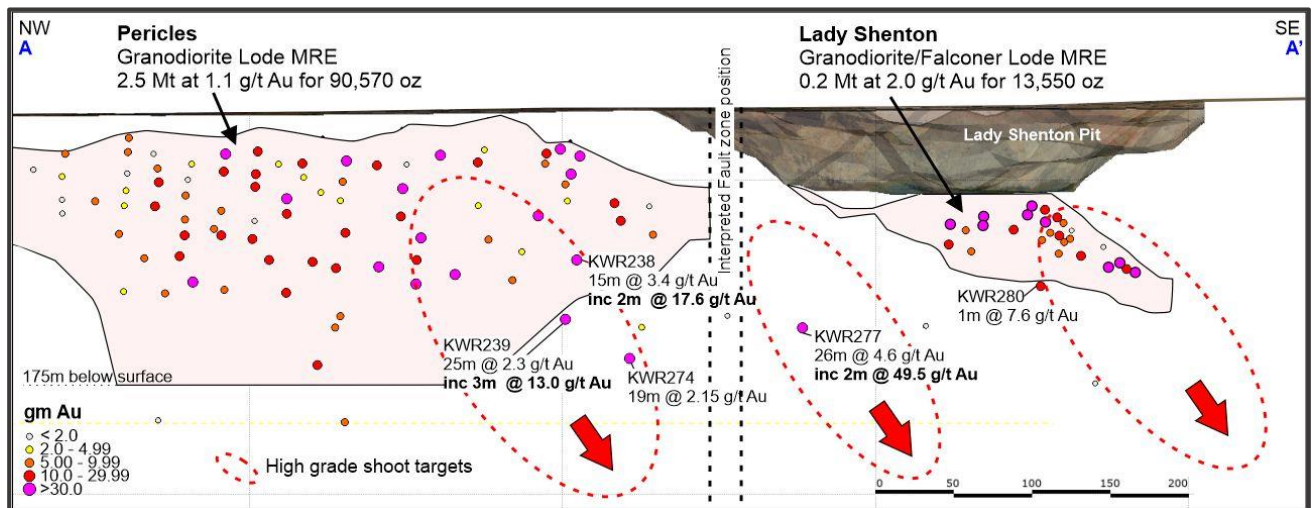 NW
A
Pericles
Granodiorite Lode MRE
2.5 Mt at 1.1 g/t Au for 90,570 oz
Interpreted Fault zone position
Lady Shenton
Granodiorite/Falconer Lode MRE
0.2 Mt at 2.0 g/t Au for 13,550 oz
SE
A'
Lady Shenton Pit
KWR238
15m @ 3.4 g/t Au
inc 2m @ 17.6 g/t Au
KWR239
25m @ 2.3 g/t Au
inc 3m @ 13.0 g/t Au
KWR274
19m @ 2.15 g/t Au
KWR277
26m @ 4.6 g/t Au
inc 2m @ 49.5 g/t Au
KWR280
1m @ 7.6 g/t Au
175m below surface
gm Au
< 2.0
2.0 - 4.99
5.00 - 9.99
10.0 - 29.99
>30.0
High grade shoot targets
0 50 100 150 200